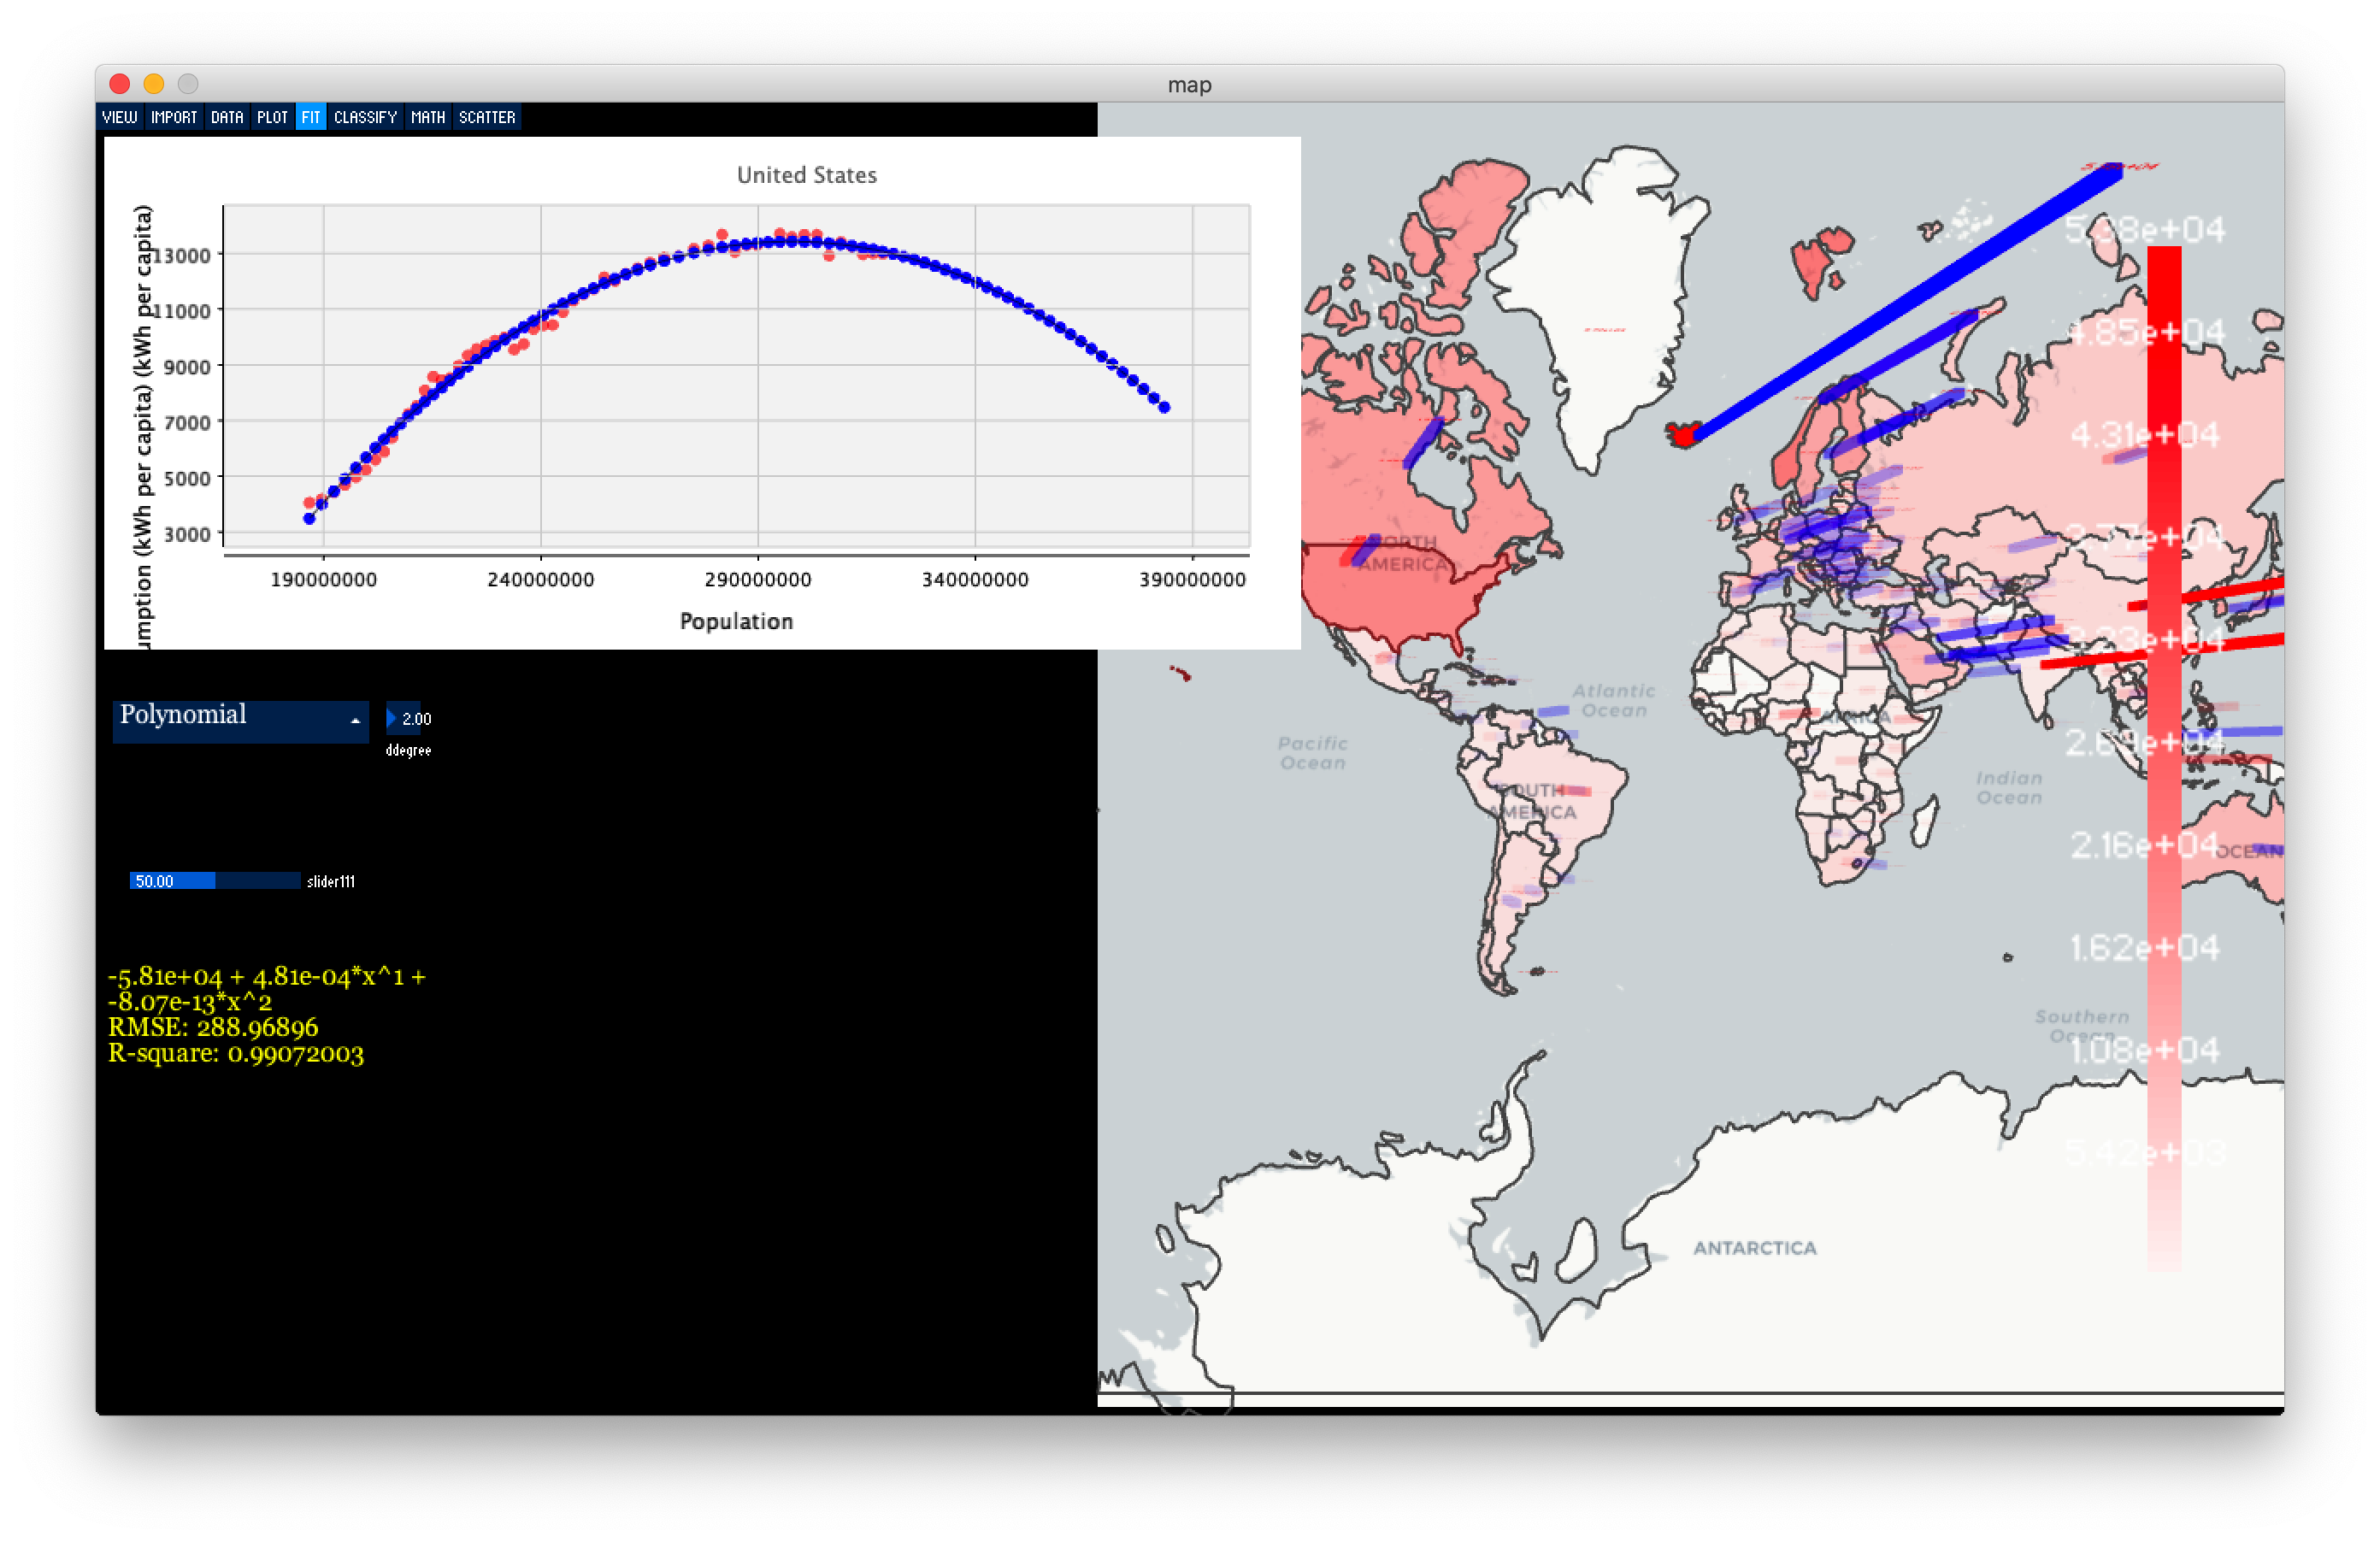 map
VIEW IMPORT DATA PLOT FIT CLASSIFY MATH SCATTER
United States
umption (kWh per capita) (kWh per capita)
13000
11000
9000
7000
5000
3000
190000000 240000000 290000000 340000000 390000000
Population
Polynomial
2.00
ddegree
50.00 slider111
-5.81e+04 + 4.81e-04*x^1 +
-8.07e-13*x^2
RMSE: 288.96896
R-square: 0.99072003
5.38e+04
4.85e+04
4.31e+04
3.77e+04
3.23e+04
2.69e+04
2.16e+04
1.62e+04
1.08e+04
5.42e+03
NORTH
AMERICA
Atlantic
Ocean
Pacific
Ocean
AFRICA
Indian
Ocean
SOUTH
AMERICA
OCEAN
Southern
Ocean
ANTARCTICA